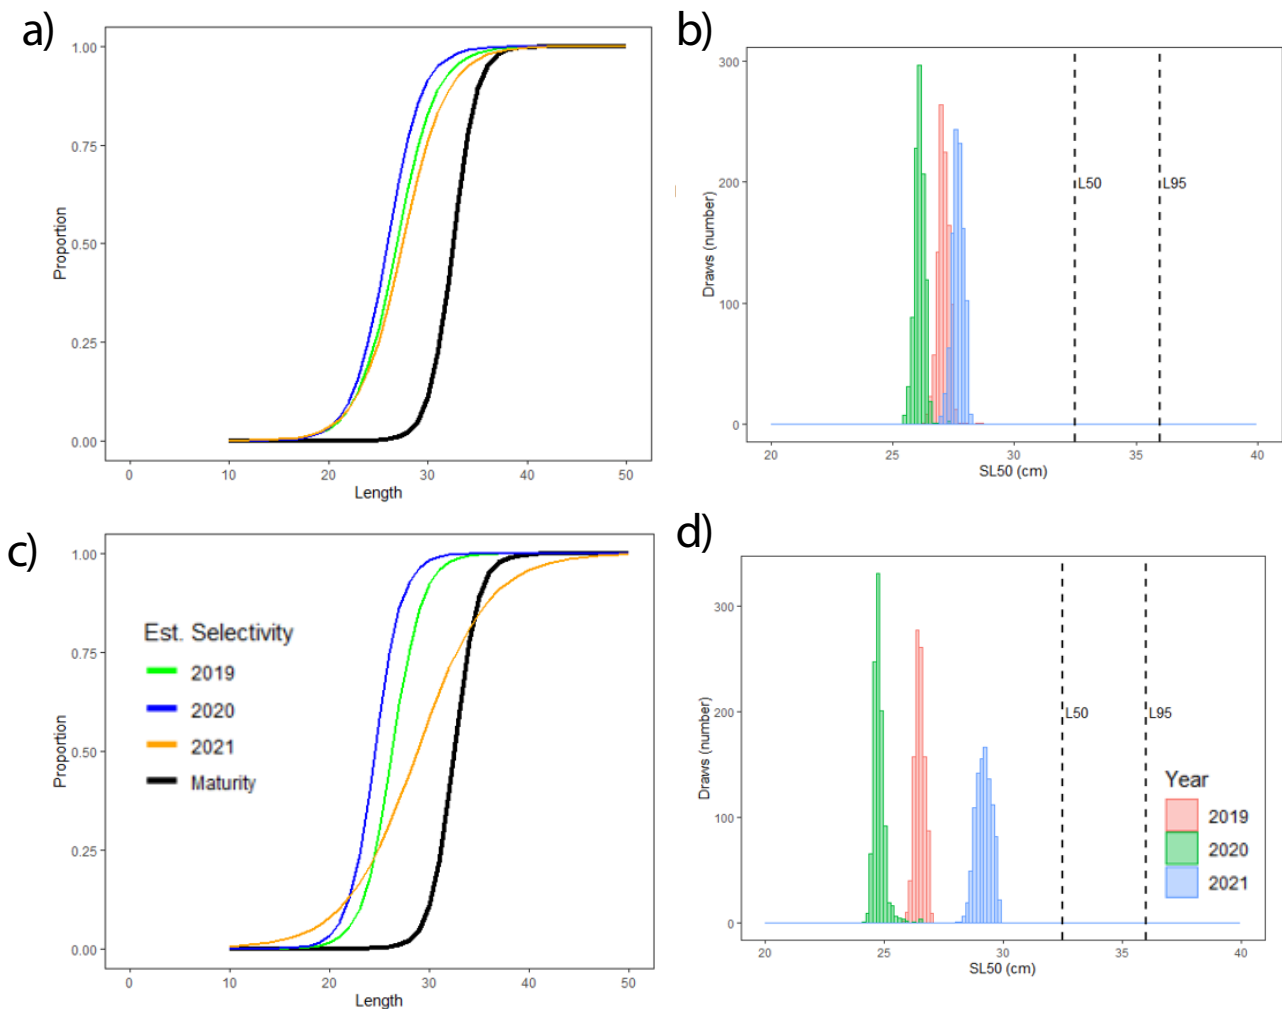 a)
1.00
0.75
0.50
0.25
0.00
Proportion
0 10 20 30 40 50
Length
b)
300
200
100
0
Draws (number)
L50
L95
20 25 30 35 40
SL50 (cm)
c)
1.00
0.75
0.50
0.25
0.00
Proportion
Est. Selectivity
2019
2020
2021
Maturity
0 10 20 30 40 50
Length
d)
300
200
100
0
Draws (number)
L50
L95
Year
2019
2020
2021
20 25 30 35 40
SL50 (cm)